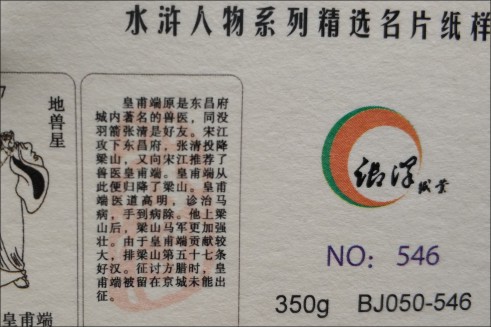 水浒人物系列精选名片纸样
7
地兽星
皇甫端原是东昌府
城内著名的兽医,同没
羽箭张清是好友。宋江
攻下东昌府,张清投降
梁山,又向宋江推荐了
兽医皇甫端。皇甫端从
此便归降了梁山。皇甫
端医道高明,诊治马
病,手到病除。他上梁
山后,梁山马军更加强
壮。由于皇甫端贡献较
大,排梁山第五十七条
好汉。征讨方腊时,皇
甫端被留在京城未能出
征。
皇甫端
NO: 546
350g BJ050-546